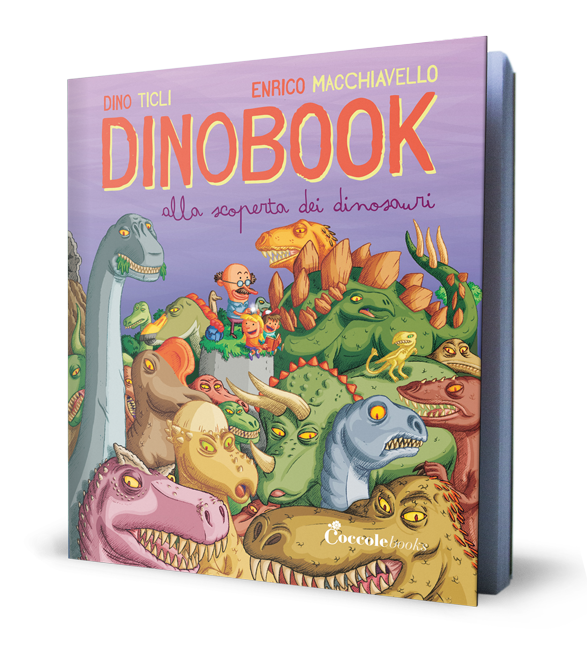 DINO TICLI
ENRICO MACCHIAVELLO
DINOBOOK
alla scoperta dei dinosauri
Coccole books